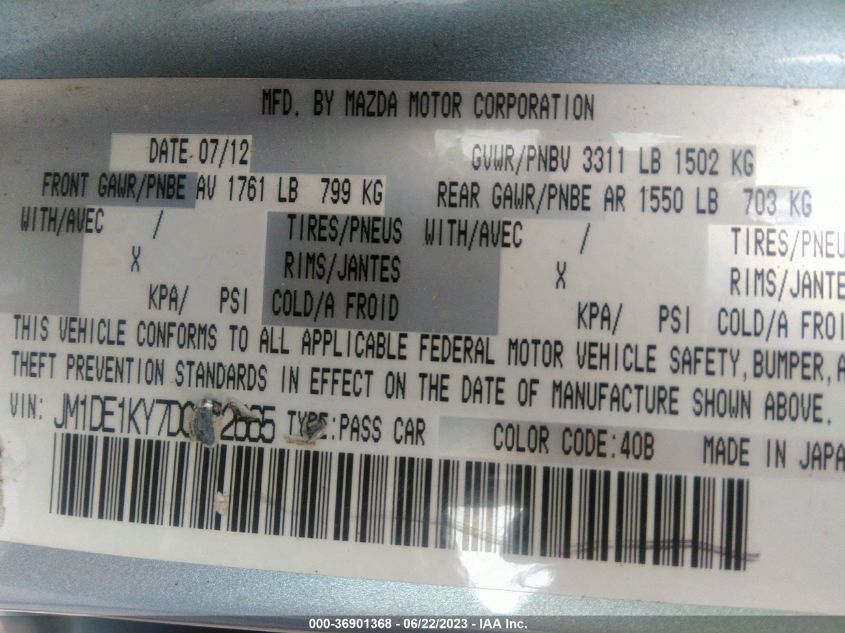 MFD. BY MAZDA MOTOR CORPORATION
DATE 07/12 GVWR/PNBV 3311 LB 1502 KG
FRONT GAWR/PNBE AV 1761 LB 799 KG REAR GAWR/PNBE AR 1550 LB 703 KG
WITH/AVEC / TIRES/PNEUS WITH/AVEC / TIRES/PNEU
X RIMS/JANTES X RIMS/JANTES
KPA/ PSI COLD/A FROID KPA/ PSI COLD/A FROI
THIS VEHICLE CONFORMS TO ALL APPLICABLE FEDERAL MOTOR VEHICLE SAFETY, BUMPER, A
THEFT PREVENTION STANDARDS IN EFFECT ON THE DATE OF MANUFACTURE SHOWN ABOVE.
VIN: TYPE:PASS CAR COLOR CODE:40B MADE IN JAPA
000-36901368 - 06/22/2023 - IAA Inc.